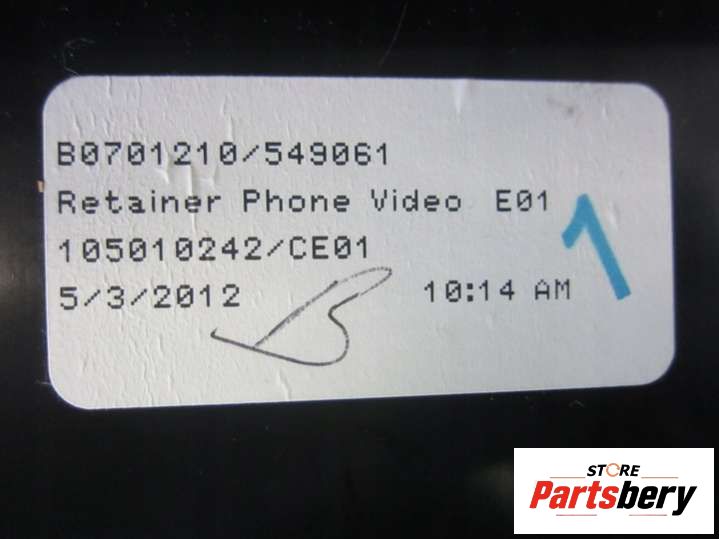 B0701210/549061
Retainer Phone Video E01
105010242/CE01
5/3/2012 10:14 AM
1
STORE
Partsbery